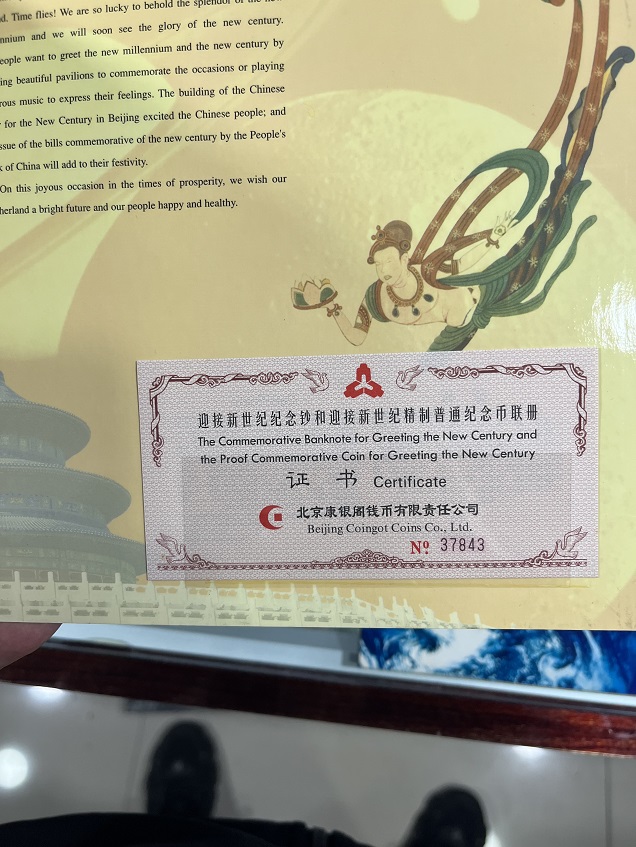 d. Time flies! We are so lucky to behold the splendor of the
nnium and we will soon see the glory of the new century.
eople want to greet the new millennium and the new century by
ing beautiful pavilions to commemorate the occasions or playing
rous music to express their feelings. The building of the Chinese
for the New Century in Beijing excited the Chinese people; and
ssue of the bills commemorative of the new century by the People's
k of China will add to their festivity.
On this joyous occasion in the times of prosperity, we wish our
herland a bright future and our people happy and healthy.
迎接新世纪纪念钞和迎接新世纪精制普通纪念币联册
The Commemorative Banknote for Greeting the New Century and
the Proof Commemorative Coin for Greeting the New Century
证 书 Certificate
北京康银阁钱币有限责任公司
Beijing Coingot Coins Co., Ltd.
Nº 37843